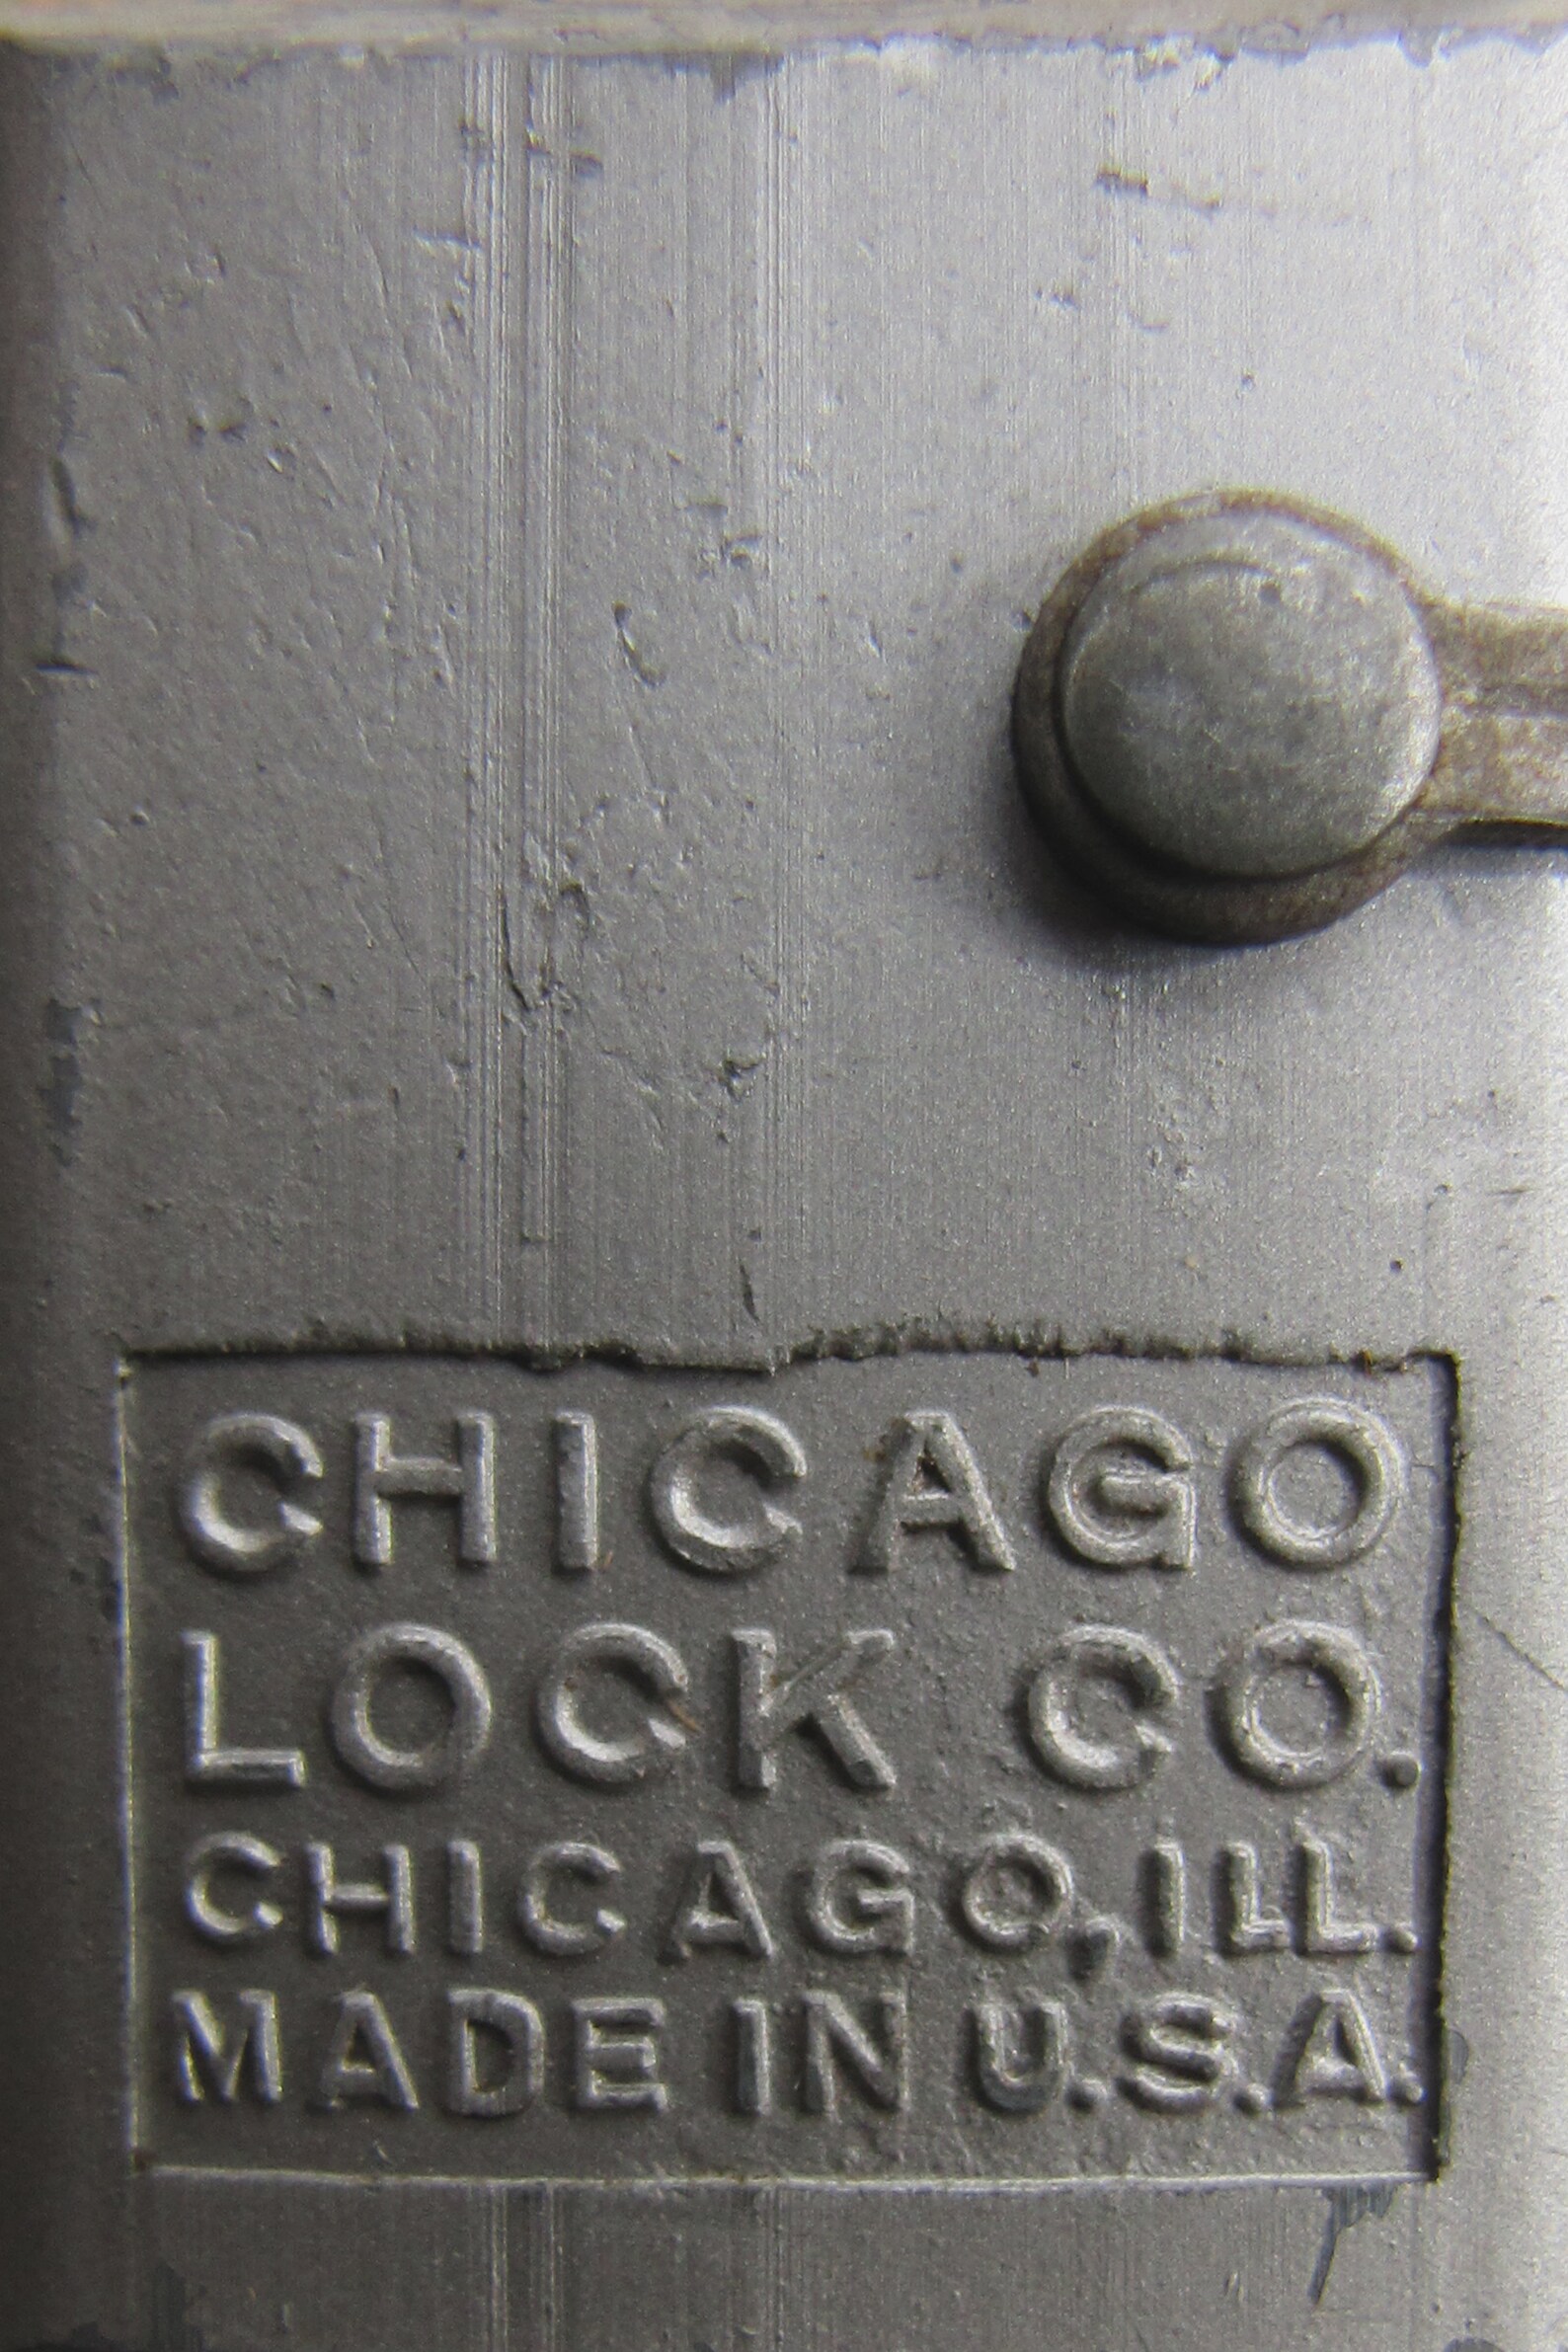 CHICAGO
LOCK CO.
CHICAGO, ILL.
MADE IN U.S.A.